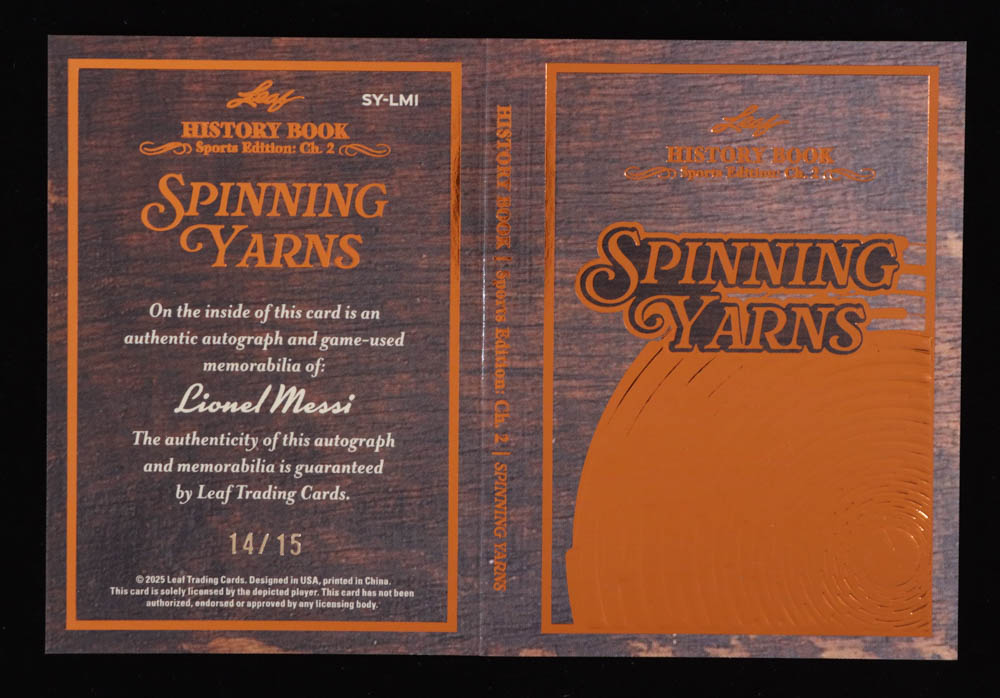 Leaf
SY-LMI
HISTORY BOOK
Sports Edition: Ch. 2
SPINNING
YARNS
On the inside of this card is an
authentic autograph and game-used
memorabilia of:
Lionel Messi
The authenticity of this autograph
and memorabilia is guaranteed
by Leaf Trading Cards.
14/15
© 2025 Leaf Trading Cards. Designed in USA, printed in China.
This card is solely licensed by the depicted player. This card has not been
authorized, endorsed or approved by any licensing body.
HISTORY BOOK | Sports Edition: Ch. 2 | SPINNING YARNS
Leaf
HISTORY BOOK
Sports Edition: Ch. 2
SPINNING
YARNS